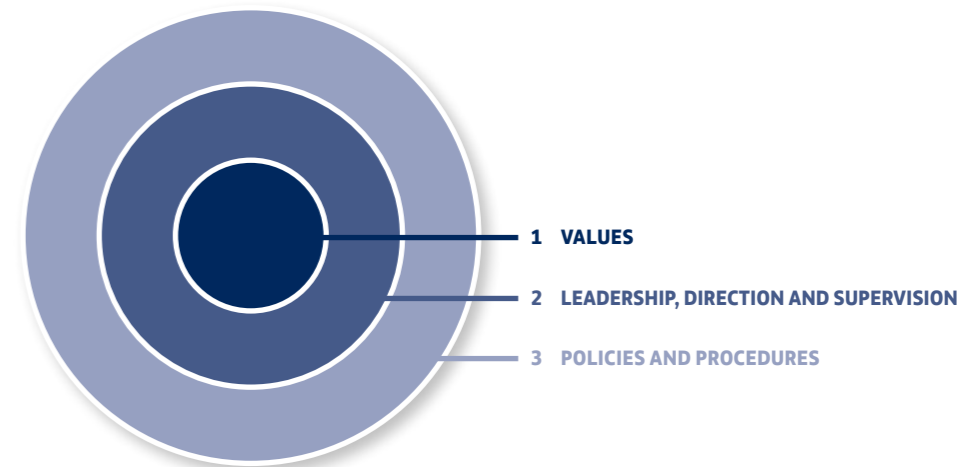 1 VALUES
2 LEADERSHIP, DIRECTION AND SUPERVISION
3 POLICIES AND PROCEDURES